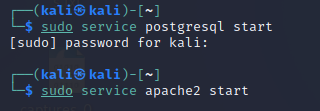 ┌──(kali㉿kali)-[~]
└─$ sudo service postgresql start
[sudo] password for kali:
┌──(kali㉿kali)-[~]
└─$ sudo service apache2 start